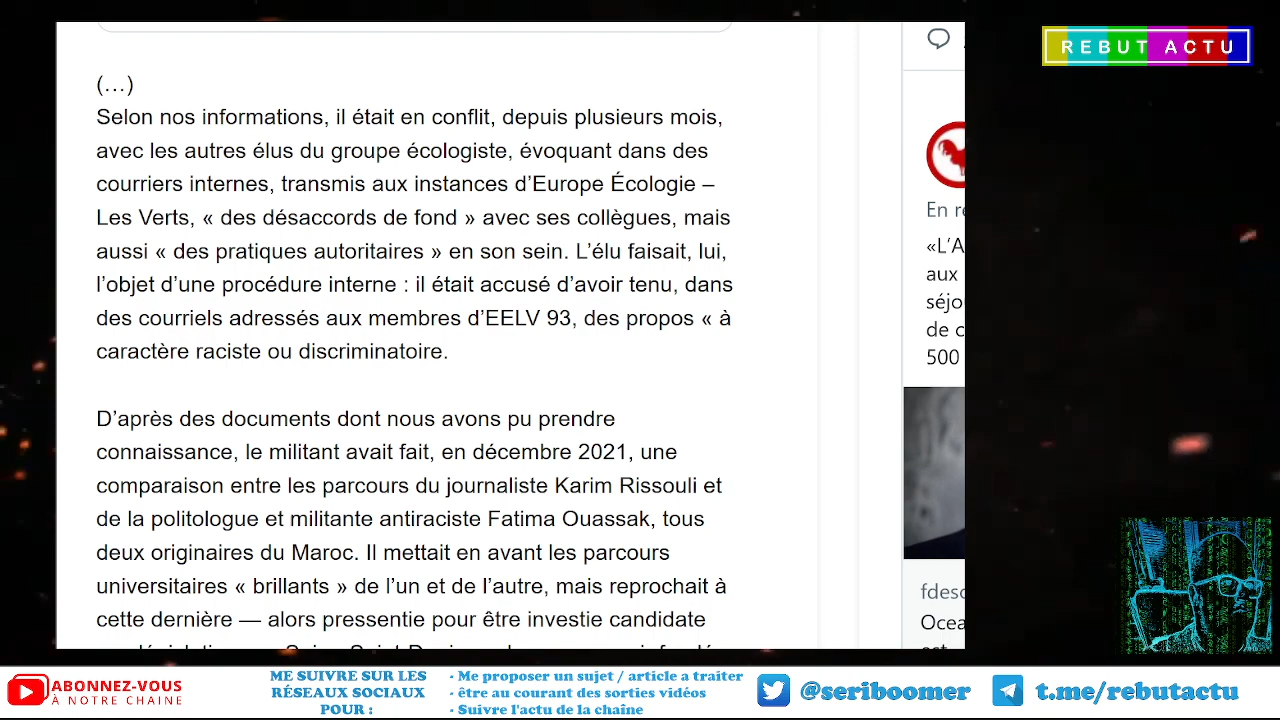 REBUT ACTU
(…)
Selon nos informations, il était en conflit, depuis plusieurs mois,
avec les autres élus du groupe écologiste, évoquant dans des
courriers internes, transmis aux instances d’Europe Écologie –
Les Verts, « des désaccords de fond » avec ses collègues, mais
aussi « des pratiques autoritaires » en son sein. L’élu faisait, lui,
l’objet d’une procédure interne : il était accusé d’avoir tenu, dans
des courriels adressés aux membres d’EELV 93, des propos « à
caractère raciste ou discriminatoire.
D’après des documents dont nous avons pu prendre
connaissance, le militant avait fait, en décembre 2021, une
comparaison entre les parcours du journaliste Karim Rissouli et
de la politologue et militante antiraciste Fatima Ouassak, tous
deux originaires du Maroc. Il mettait en avant les parcours
universitaires « brillants » de l’un et de l’autre, mais reprochait à
cette dernière — alors pressentie pour être investie candidate
En re
«L’A
aux
séjo
de c
500
fdeso
Ocea
ABONNEZ-VOUS
À NOTRE CHAINE
ME SUIVRE SUR LES
RÉSEAUX SOCIAUX
POUR :
- Me proposer un sujet / article a traiter
- être au courant des sorties vidéos
- Suivre l'actu de la chaîne
@seriboomer
t.me/rebutactu